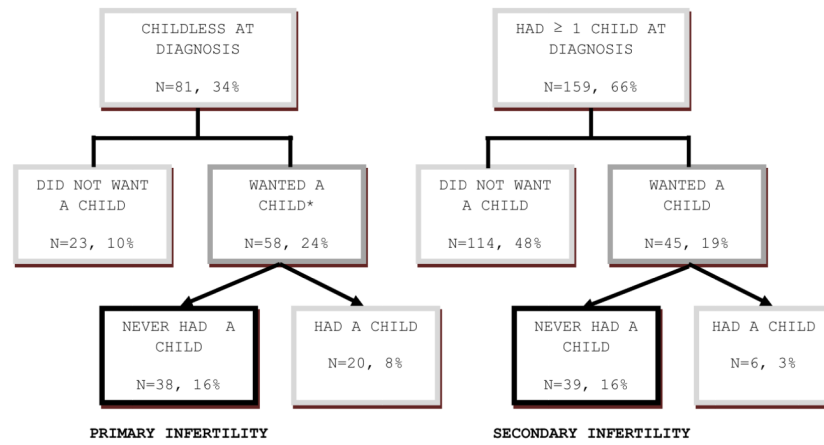 CHILDLESS AT
DIAGNOSIS
N=81, 34%
HAD ≥ 1 CHILD AT
DIAGNOSIS
N=159, 66%
DID NOT WANT
A CHILD
N=23, 10%
WANTED A
CHILD*
N=58, 24%
DID NOT WANT
A CHILD
N=114, 48%
WANTED A
CHILD
N=45, 19%
NEVER HAD A
CHILD
N=38, 16%
HAD A CHILD
N=20, 8%
NEVER HAD A
CHILD
N=39, 16%
HAD A CHILD
N=6, 3%
PRIMARY INFERTILITY
SECONDARY INFERTILITY